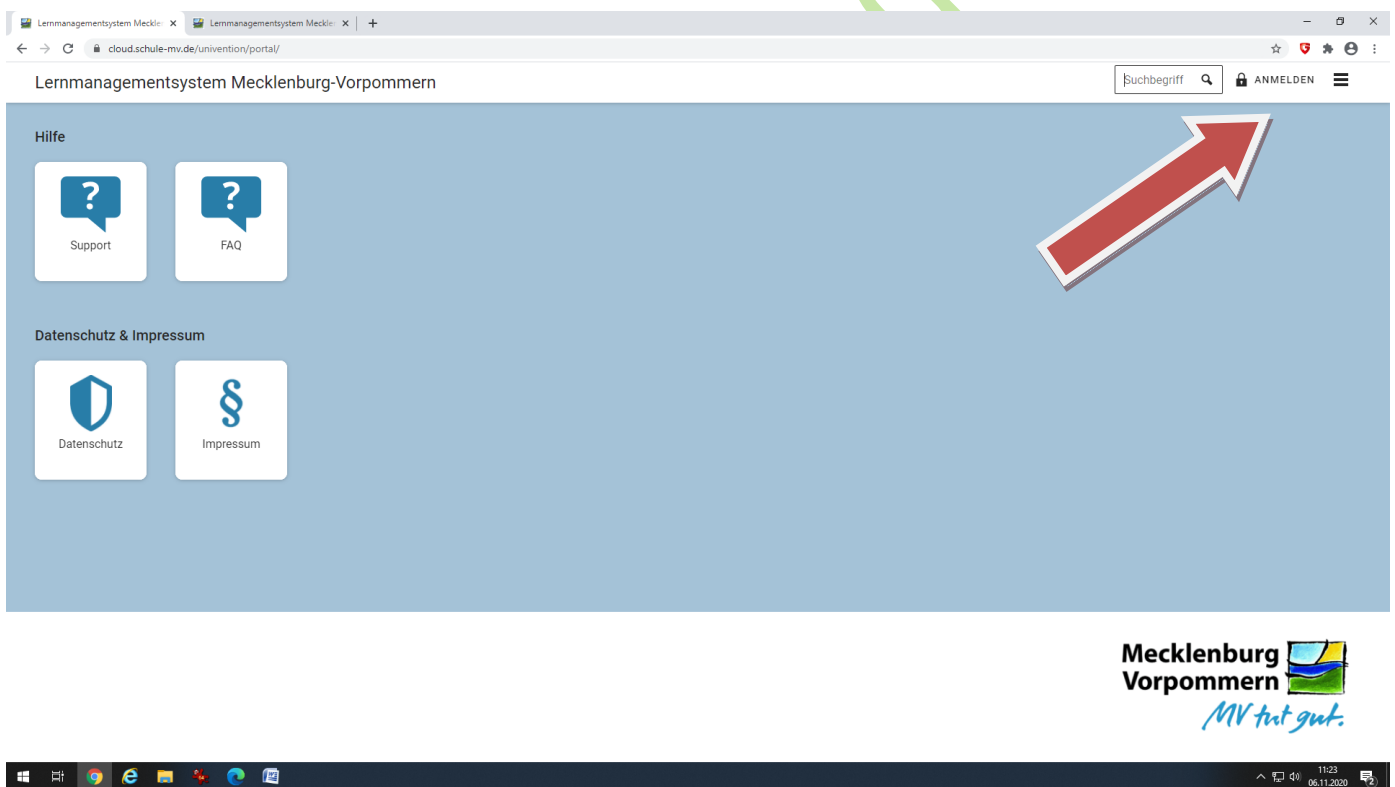 Lernmanagementsystem Meckle
Lernmanagementsystem Meckle
cloud.schule-mv.de/univention/portal/
Lernmanagementsystem Mecklenburg-Vorpommern
Suchbegriff
ANMELDEN
Hilfe
Support
FAQ
Datenschutz & Impressum
Datenschutz
Impressum
Mecklenburg
Vorpommern
MV tut gut.
11:23
06.11.2020